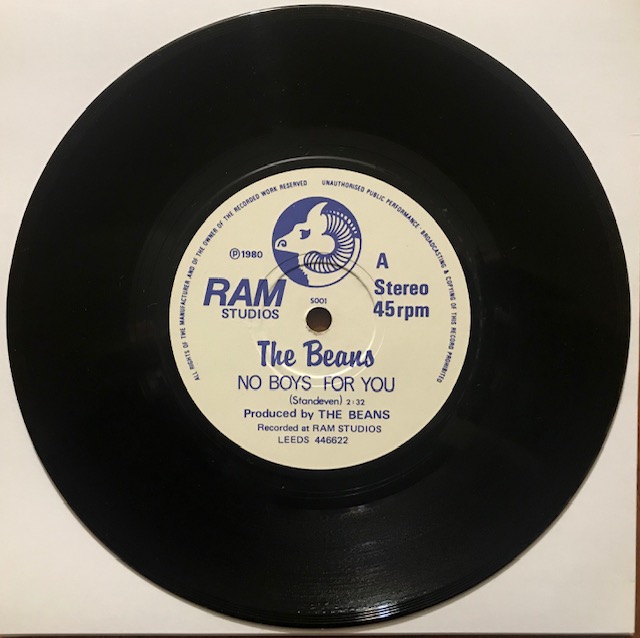 ALL RIGHTS OF THE MANUFACTURER AND OF THE OWNER OF THE RECORDED WORK RESERVED
UNAUTHORISED PUBLIC PERFORMANCE · BROADCASTING & COPYING OF THIS RECORD PROHIBITED
℗1980
A
RAM
STUDIOS
S001
Stereo
45rpm
The Beans
NO BOYS FOR YOU
(Standeven) 2:32
Produced by THE BEANS
Recorded at RAM STUDIOS
LEEDS 446622